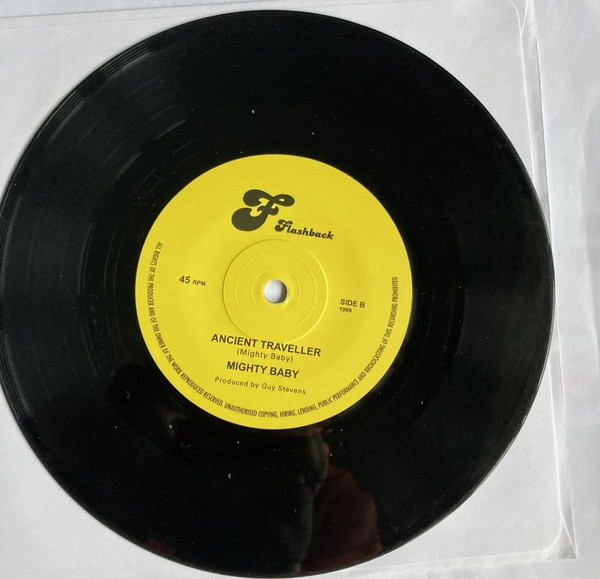 F
Flashback
45 RPM
SIDE B
1969
ANCIENT TRAVELLER
(Mighty Baby)
MIGHTY BABY
Produced by Guy Stevens
ALL RIGHTS OF THE PRODUCER AND OF THE OWNER OF THE WORK REPRODUCED RESERVED. UNAUTHORISED COPYING, HIRING, LENDING, PUBLIC PERFORMANCE AND BROADCASTING OF THIS RECORDING PROHIBITED